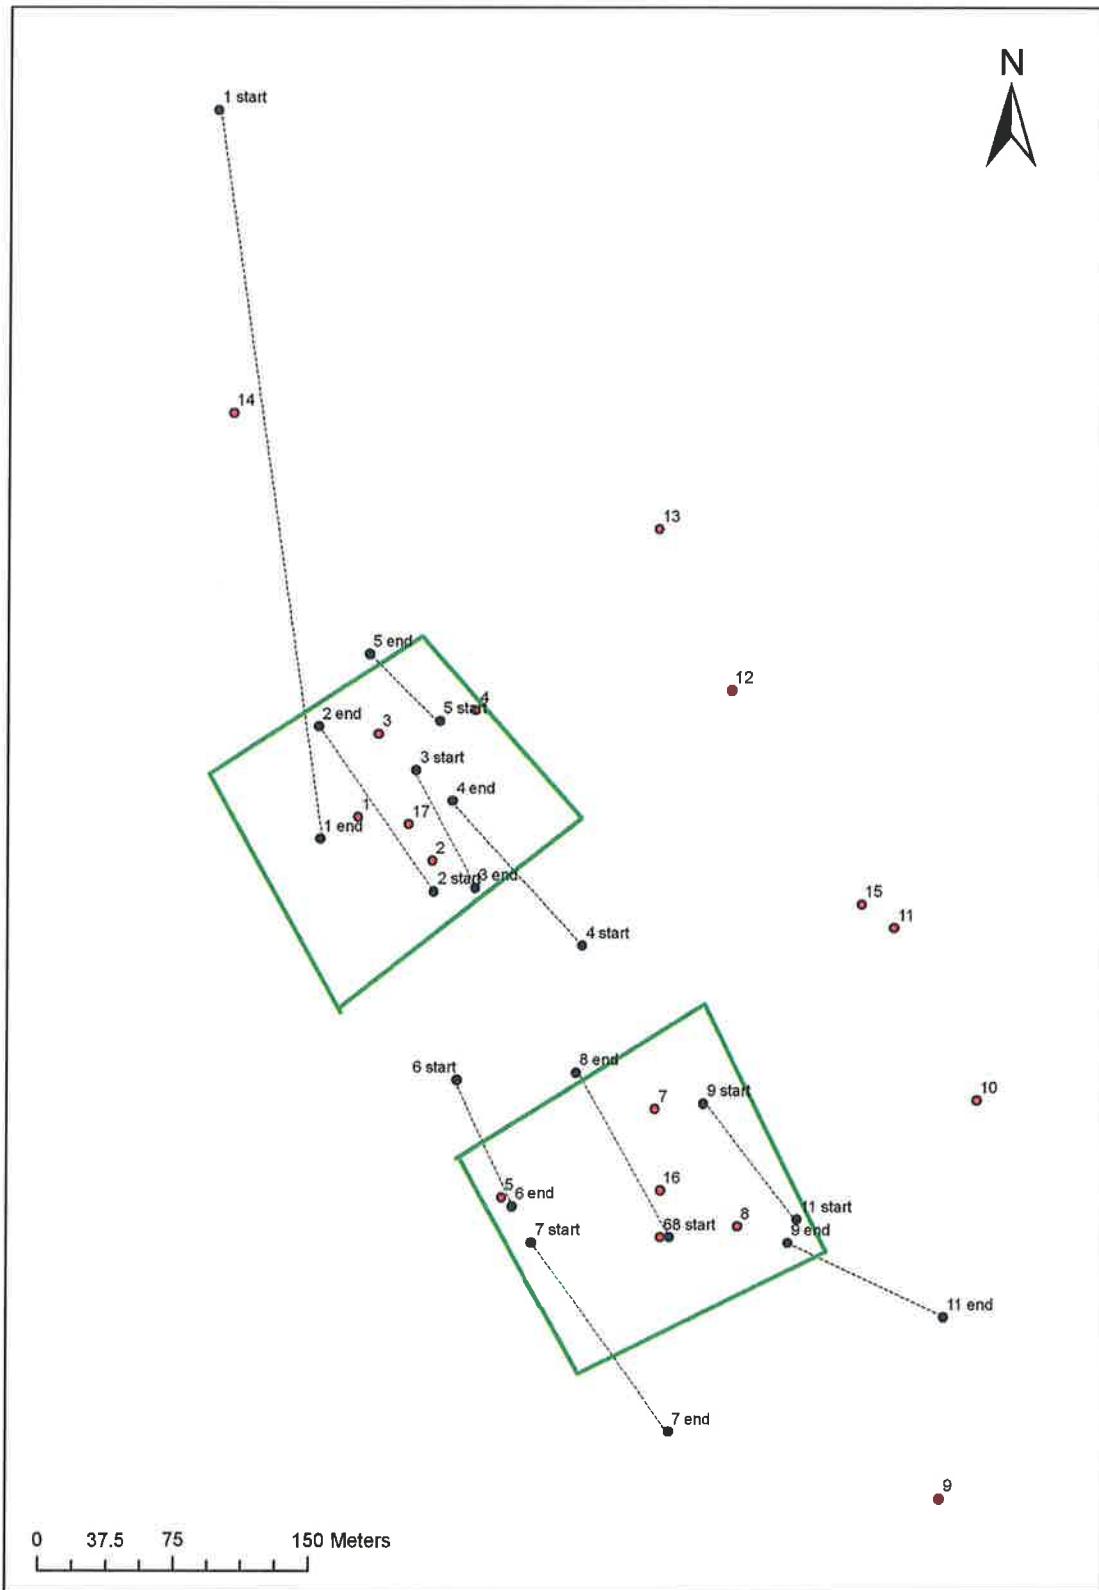 N
1 start
14
13
5 end
12
4
5 start
2 end
3
3 start
4 end
1
17
1 end
2
3 end
2 start
15
11
4 start
8 end
6 start
7
9 start
10
16
5
6 end
11 start
8
68 start
7 start
9 end
11 end
7 end
9
0 37.5 75 150 Meters